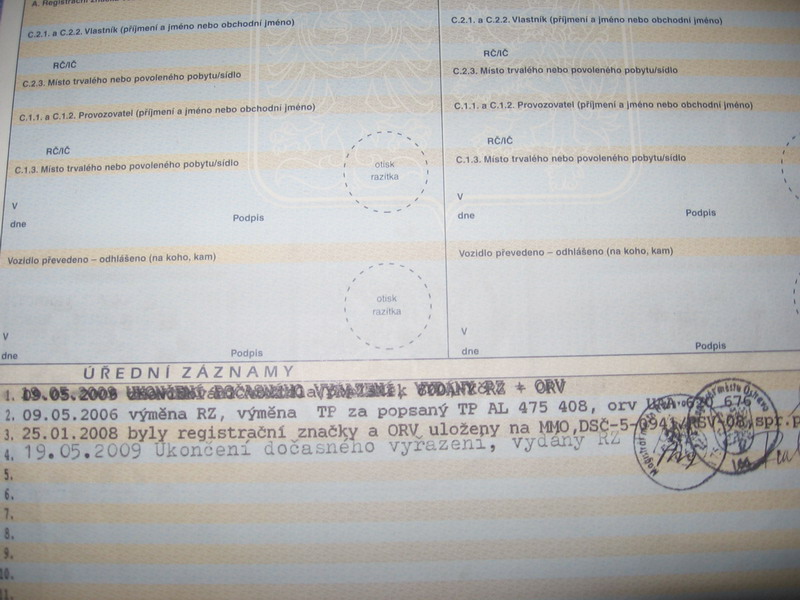 A. Registrační
C.2.1. a C.2.2. Vlastník (příjmení a jméno nebo obchodní jméno)
RČ/IČ
C.2.3. Místo trvalého nebo povoleného pobytu/sídlo
C.1.1. a C.1.2. Provozovatel (příjmení a jméno nebo obchodní jméno)
RČ/IČ
C.1.3. Místo trvalého nebo povoleného pobytu/sídlo
otisk
razítka
V
dne
Podpis
Vozidlo převedeno – odhlášeno (na koho, kam)
otisk
razítka
V
dne
Podpis
C.2.1. a C.2.2. Vlastník (příjmení a jméno nebo obchodní jméno)
RČ/IČ
C.2.3. Místo trvalého nebo povoleného pobytu/sídlo
C.1.1. a C.1.2. Provozovatel (příjmení a jméno nebo obchodní jméno)
RČ/IČ
C.1.3. Místo trvalého nebo povoleného pobytu/sídlo
V
dne
Podpis
Vozidlo převedeno – odhlášeno (na koho, kam)
V
dne
Podpis
ÚŘEDNÍ ZÁZNAMY
1. + ORV
2. 09.05.2006 výměna RZ, výměna TP za popsaný TP AL 475 408, orv
3. 25.01.2008 byly registrační značky a ORV uloženy na MMO,DSČ-5-
4. 19.05.2009 Ukončení dočasného vyřazení, vydány RZ
5.
6.
7.
8.
9.
10.
11.